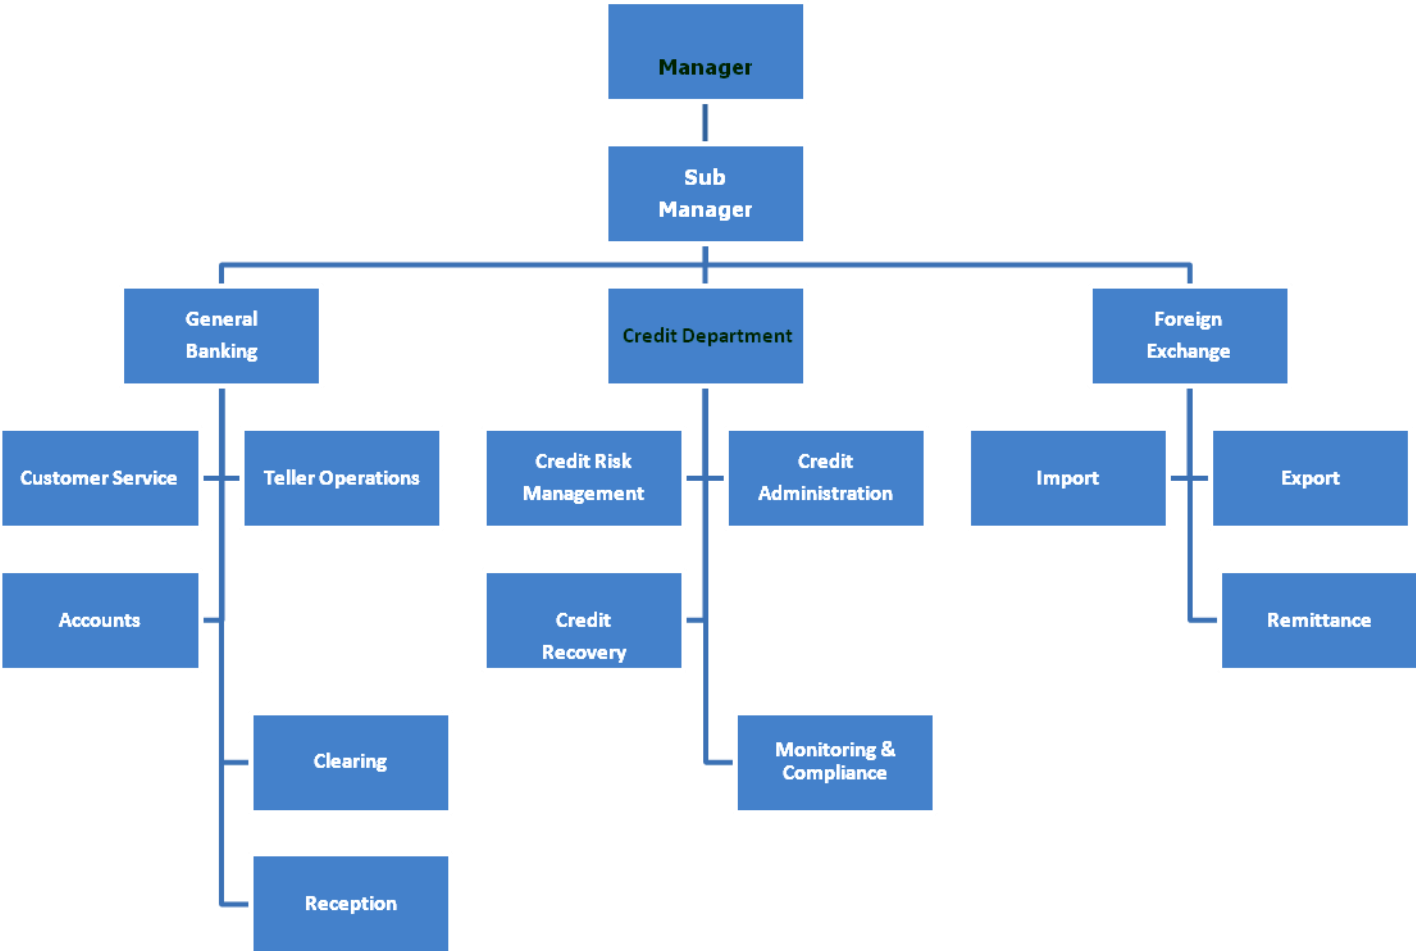 Manager
Sub
Manager
General
Banking
Credit Department
Foreign
Exchange
Customer Service
Teller Operations
Credit Risk
Management
Credit
Administration
Import
Export
Accounts
Credit
Recovery
Remittance
Clearing
Monitoring &
Compliance
Reception